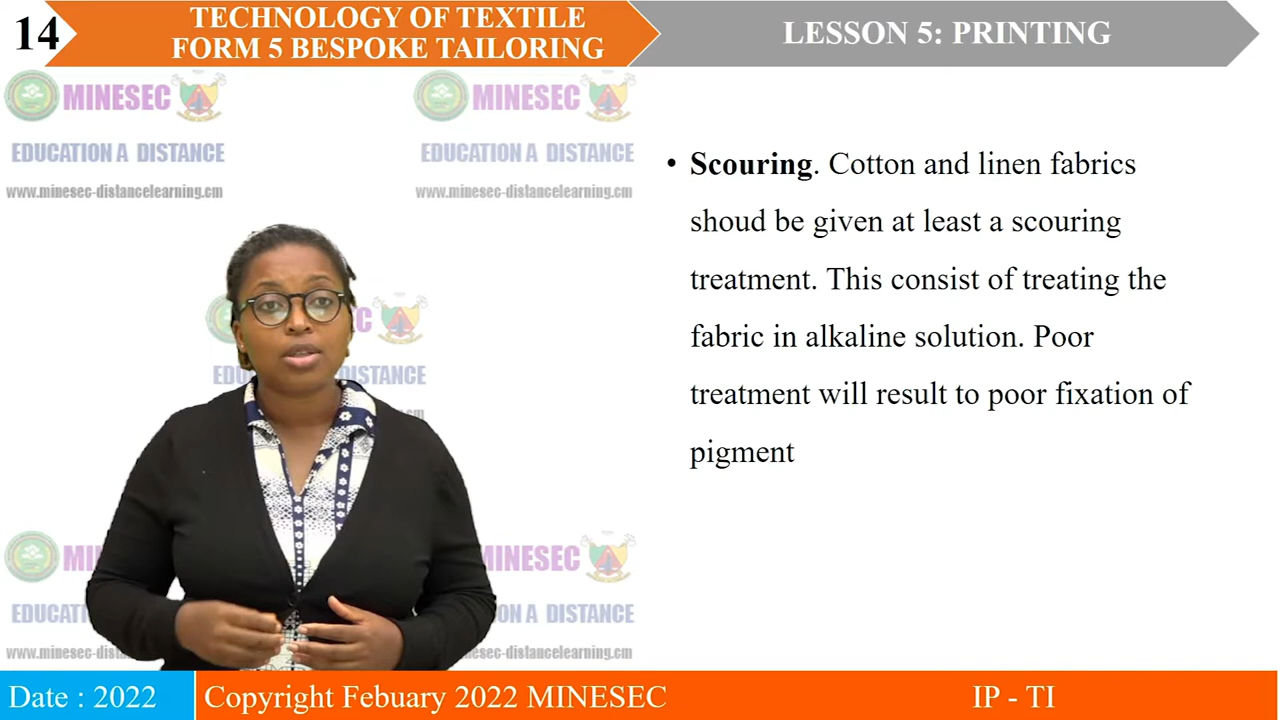 14
TECHNOLOGY OF TEXTILE
FORM 5 BESPOKE TAILORING
LESSON 5: PRINTING
MINESEC
EDUCATION A DISTANCE
www.minesec-distancelearning.cm
MINESEC
EDUCATION A DISTANCE
www.minesec-distancelearning.cm
• Scouring. Cotton and linen fabrics
shoud be given at least a scouring
treatment. This consist of treating the
fabric in alkaline solution. Poor
treatment will result to poor fixation of
pigment
MINESEC
EDUCATION A DISTANCE
Date : 2022
Copyright Febuary 2022 MINESEC
IP - TI